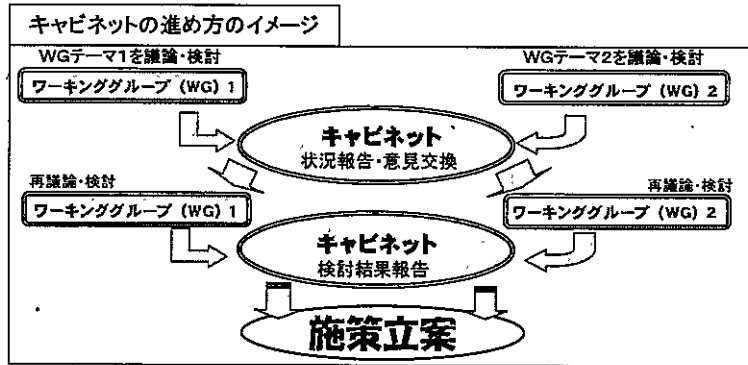 キャビネットの進め方のイメージ
WGテーマ1を議論・検討
WGテーマ2を議論・検討
ワーキンググループ（WG）1
ワーキンググループ（WG）2
キャビネット
状況報告・意見交換
再議論・検討
再議論・検討
ワーキンググループ（WG）1
ワーキンググループ（WG）2
キャビネット
検討結果報告
施策立案